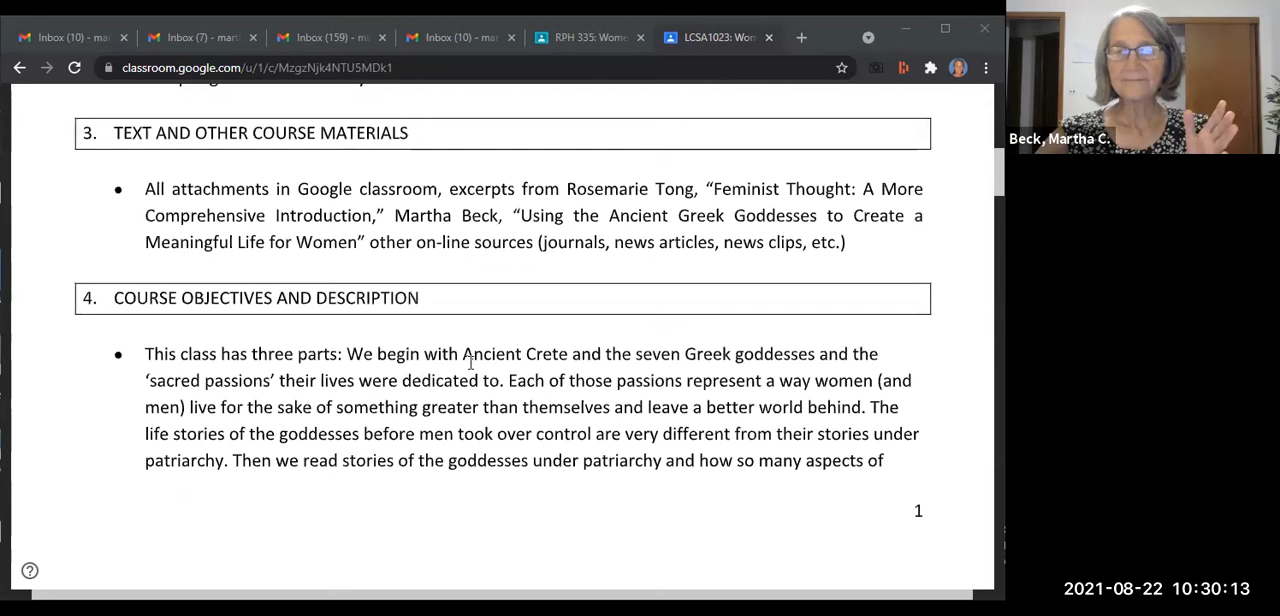 Inbox (10) - mar
Inbox (7) - mart
Inbox (159) - m
Inbox (10) - mar
RPH 335: Wome
LCSA1023: Won
classroom.google.com/u/1/c/MzgzNjk4NTU5MDk1
Beck, Martha C.
3. TEXT AND OTHER COURSE MATERIALS
• All attachments in Google classroom, excerpts from Rosemarie Tong, “Feminist Thought: A More
Comprehensive Introduction,” Martha Beck, “Using the Ancient Greek Goddesses to Create a
Meaningful Life for Women” other on-line sources (journals, news articles, news clips, etc.)
4. COURSE OBJECTIVES AND DESCRIPTION
• This class has three parts: We begin with Ancient Crete and the seven Greek goddesses and the
‘sacred passions’ their lives were dedicated to. Each of those passions represent a way women (and
men) live for the sake of something greater than themselves and leave a better world behind. The
life stories of the goddesses before men took over control are very different from their stories under
patriarchy. Then we read stories of the goddesses under patriarchy and how so many aspects of
1
2021-08-22 10:30:13